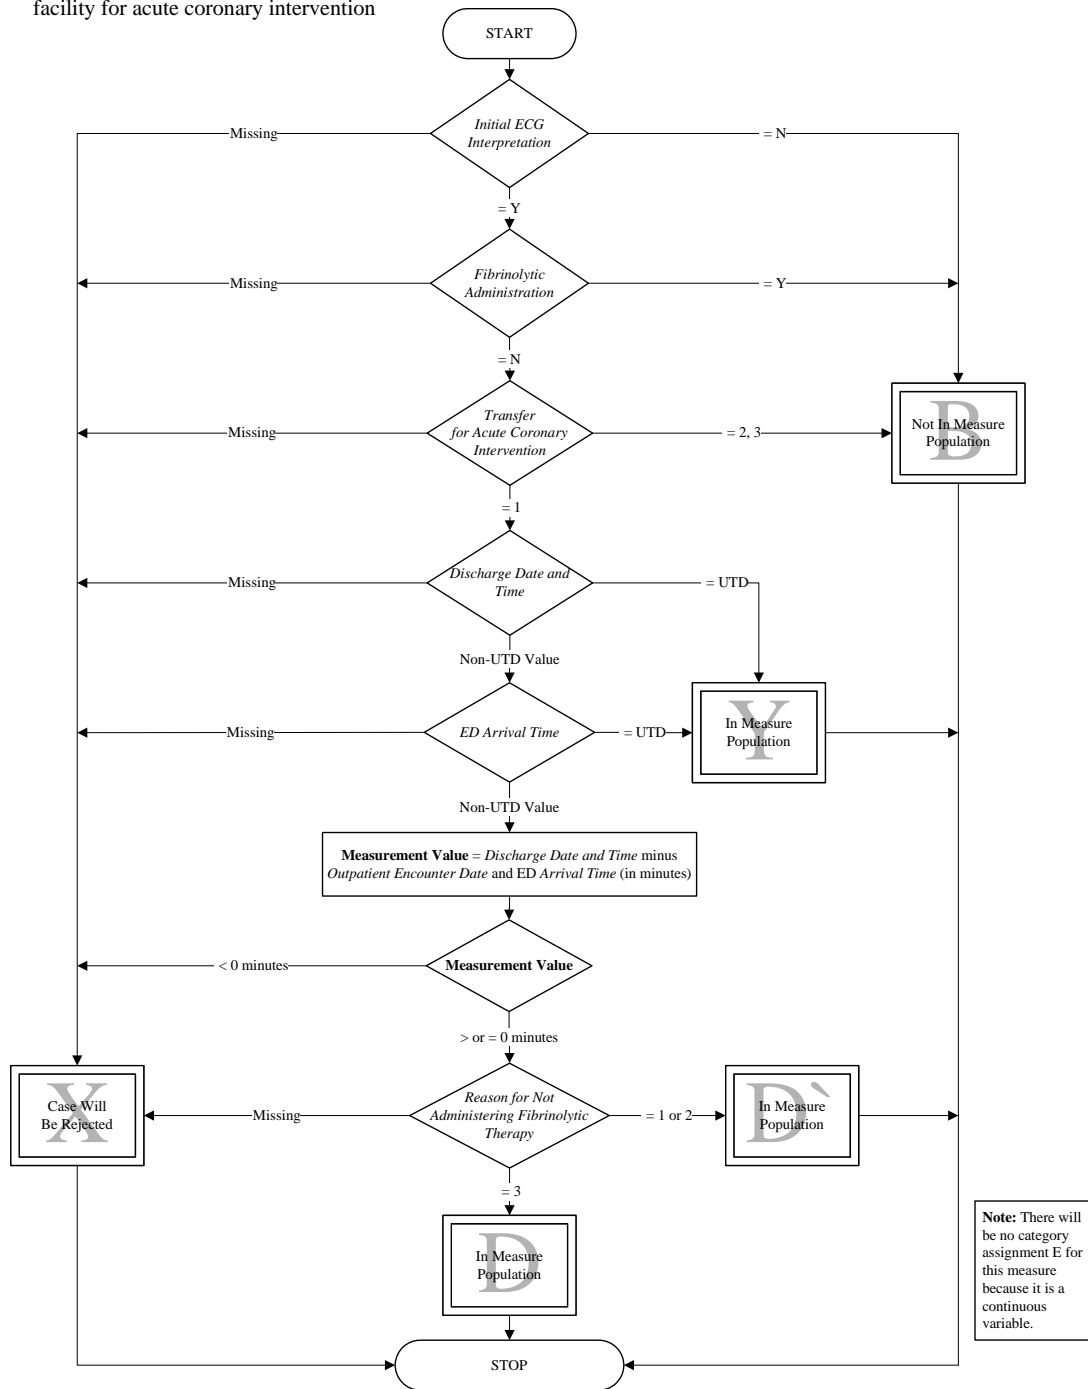 facility for acute coronary intervention
START
Initial ECG
Interpretation
Missing
= N
= Y
Fibrinolytic
Administration
Missing
= Y
= N
Transfer
for Acute Coronary
Intervention
Missing
= 2, 3
B
Not In Measure
Population
= 1
Discharge Date and
Time
Missing
= UTD
Non-UTD Value
ED Arrival Time
Missing
= UTD
Y
In Measure
Population
Non-UTD Value
Measurement Value = Discharge Date and Time minus
Outpatient Encounter Date and ED Arrival Time (in minutes)
< 0 minutes
Measurement Value
> or = 0 minutes
X
Case Will
Be Rejected
Missing
Reason for Not
Administering Fibrinolytic
Therapy
= 1 or 2
D`
In Measure
Population
= 3
D
In Measure
Population
Note: There will
be no category
assignment E for
this measure
because it is a
continuous
variable.
STOP